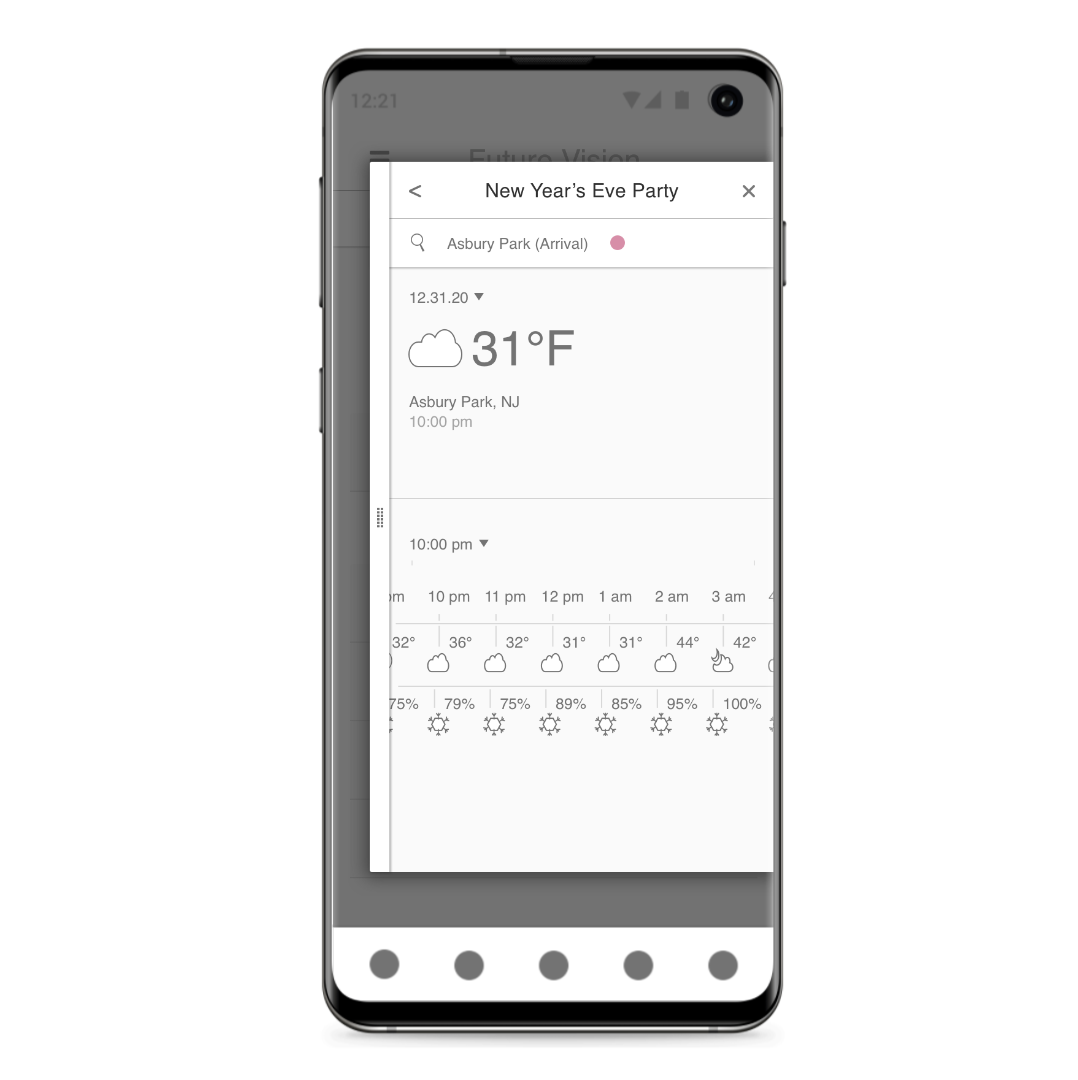 12:21
Future Vision
< New Year’s Eve Party ×
Asbury Park (Arrival)
12.31.20 ▼
31°F
Asbury Park, NJ
10:00 pm
10:00 pm ▼
10 pm 11 pm 12 pm 1 am 2 am 3 am
32° 36° 32° 31° 31° 44° 42°
75% 79% 75% 89% 85% 95% 100%